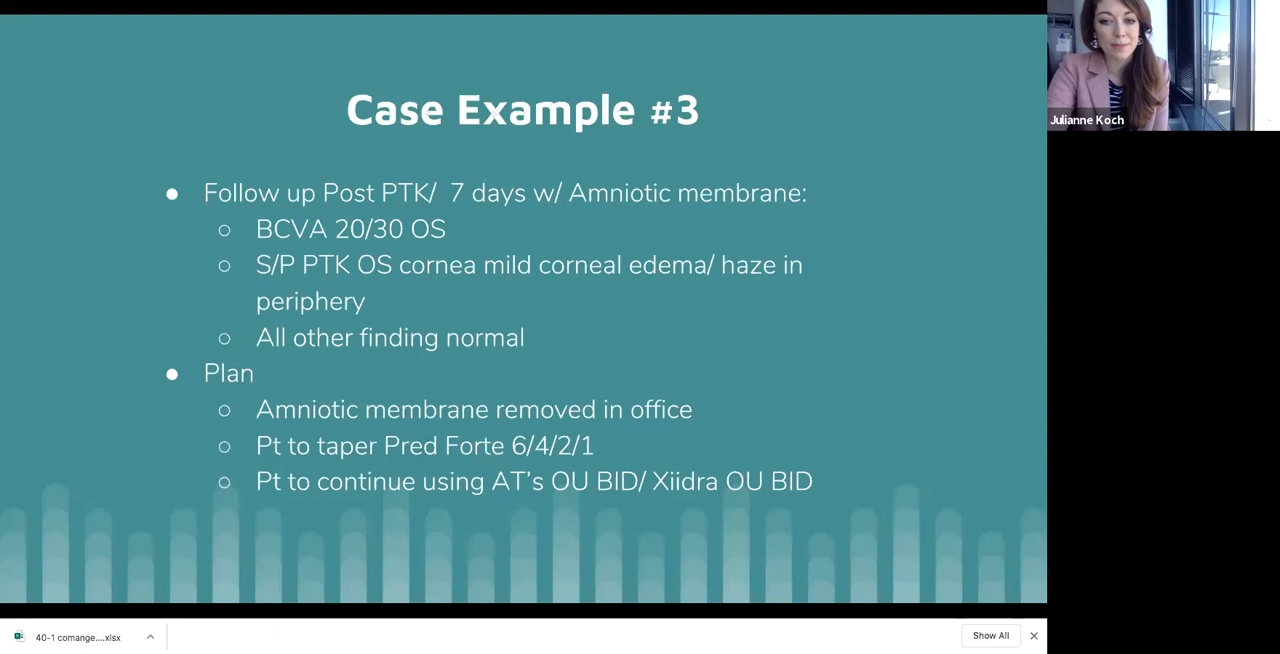 Case Example #3
● Follow up Post PTK/ 7 days w/ Amniotic membrane:
○ BCVA 20/30 OS
○ S/P PTK OS cornea mild corneal edema/ haze in
periphery
○ All other finding normal
● Plan
○ Amniotic membrane removed in office
○ Pt to taper Pred Forte 6/4/2/1
○ Pt to continue using AT's OU BID/ Xiidra OU BID
Julianne Koch
40-1 comange....xlsx
Show All